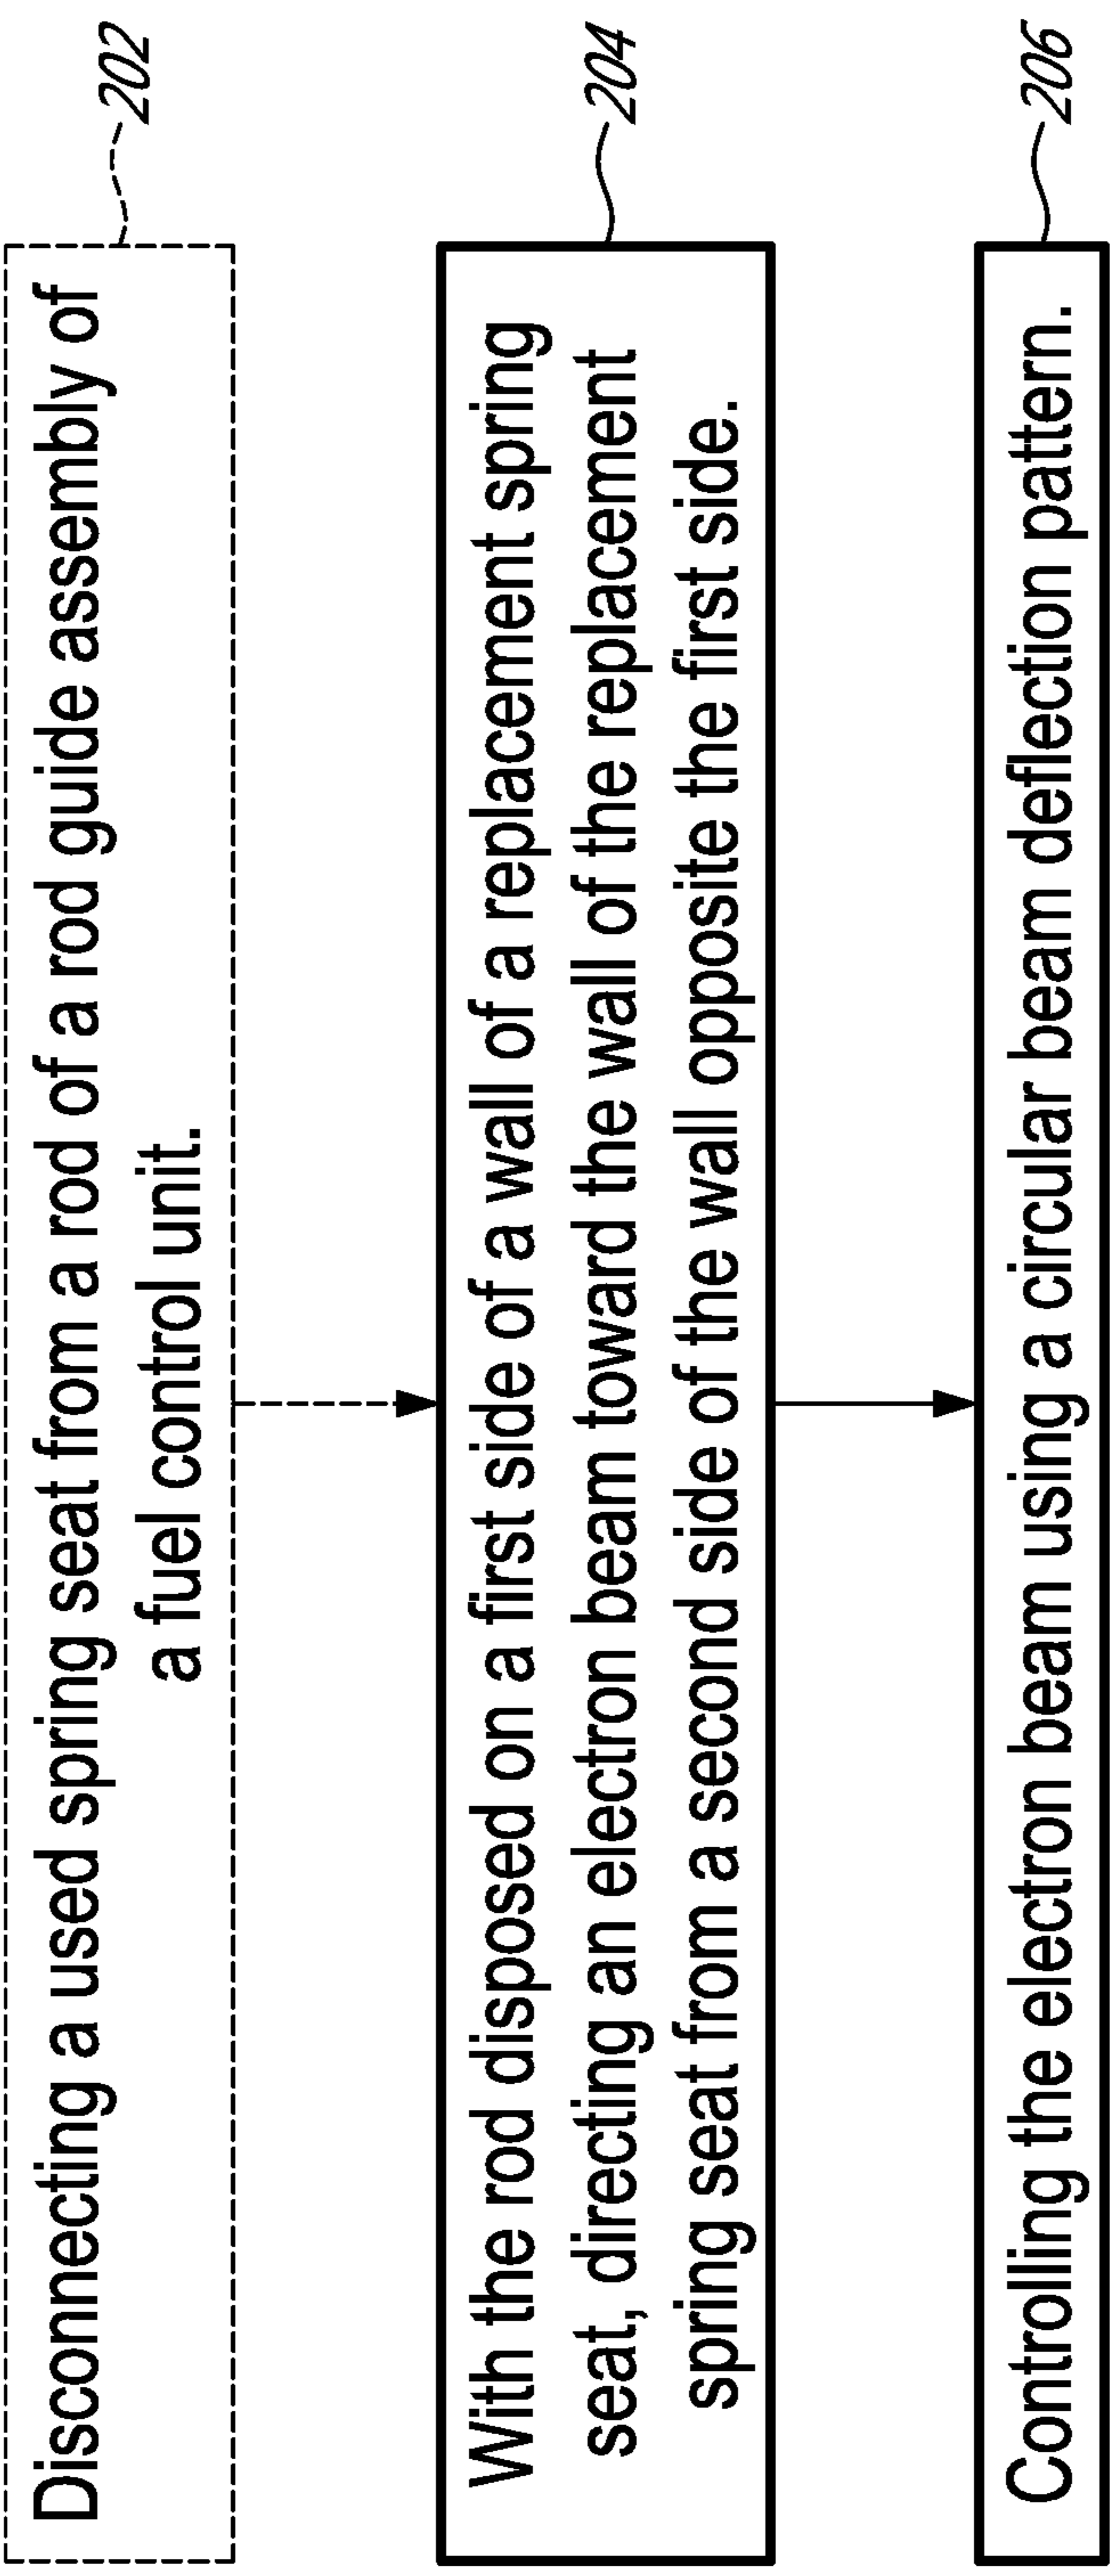 Disconnecting a used spring seat from a rod of a rod guide assembly of
a fuel control unit.
202
With the rod disposed on a first side of a wall of a replacement spring
seat, directing an electron beam toward the wall of the replacement
spring seat from a second side of the wall opposite the first side.
204
Controlling the electron beam using a circular beam deflection pattern.
206